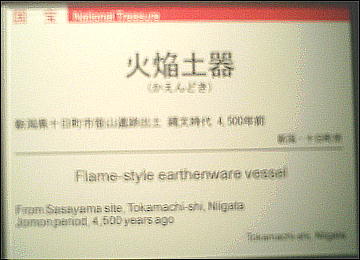 国 宝 National Treasure
火焔土器
(かえんどき)
新潟県十日町市笹山遺跡出土 縄文時代 4,500年前
新潟・十日町市
Flame-style earthenware vessel
From Sasayama site, Tokamachi-shi, Niigata
Jomon period, 4,500 years ago
Tokamachi-shi, Niigata